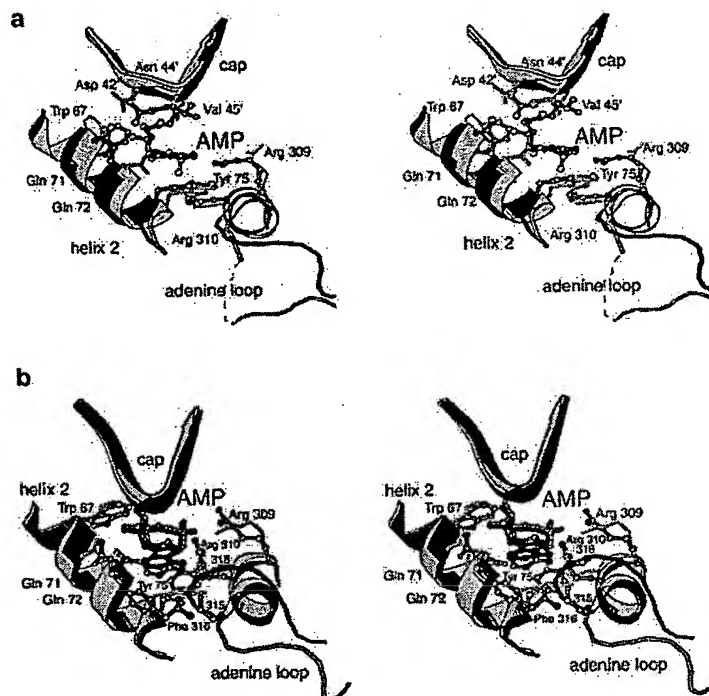 a
Asn 44'
cap
Asp 42'
Trp 67
Val 45'
AMP
Arg 309
Gln 71
Tyr 75
Gln 72
Arg 310
helix 2
adenine loop
Asn 44'
cap
Asp 42'
Trp 67
Val 45'
AMP
Arg 309
Gln 71
Tyr 75
Gln 72
Arg 310
helix 2
adenine loop
b
cap
helix 2
AMP
Trp 67
Arg 309
Arg 310
318
Gln 71
Tyr 75
Gln 72
315
Phe 316
adenine loop
cap
helix 2
AMP
Trp 67
Arg 309
Arg 310
318
Gln 71
Tyr 75
Gln 72
315
Phe 316
adenine loop